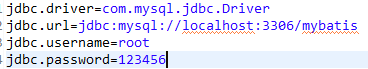 jdbc.driver=com.mysql.jdbc.Driver
jdbc.url=jdbc:mysql://localhost:3306/mybatis
jdbc.username=root
jdbc.password=123456